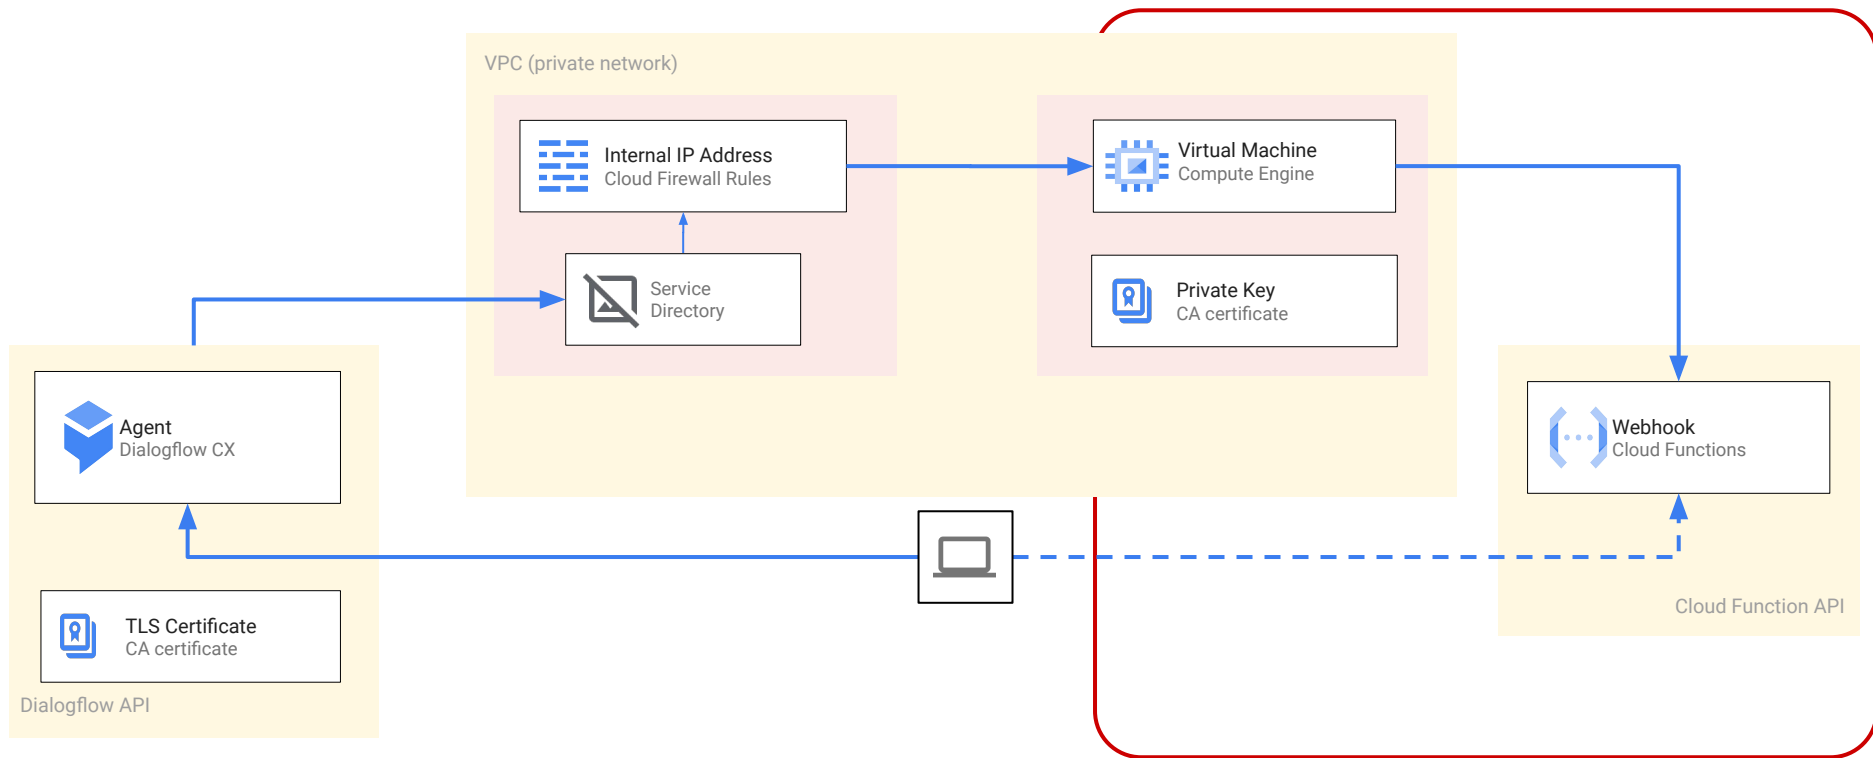 VPC (private network)
Internal IP Address
Cloud Firewall Rules
Virtual Machine
Compute Engine
Service
Directory
Private Key
CA certificate
Agent
Dialogflow CX
Webhook
Cloud Functions
TLS Certificate
CA certificate
Cloud Function API
Dialogflow API